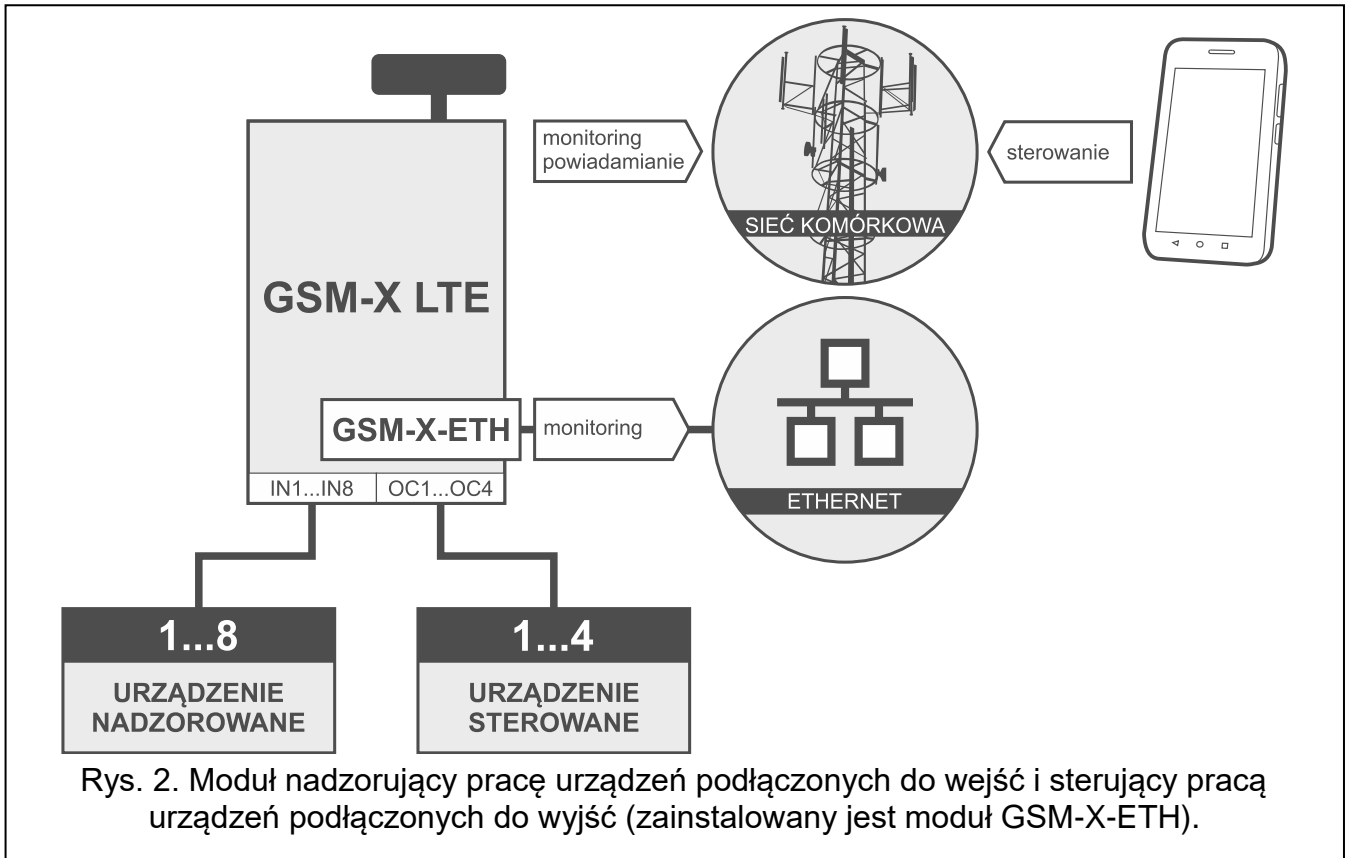 monitoring
powiadamianie
sterowanie
SIEĆ KOMÓRKOWA
GSM-X LTE
GSM-X-ETH
monitoring
IN1...IN8
OC1...OC4
ETHERNET
1...8
URZĄDZENIE
NADZOROWANE
1...4
URZĄDZENIE
STEROWANE
Rys. 2. Moduł nadzorujący pracę urządzeń podłączonych do wejść i sterujący pracą
urządzeń podłączonych do wyjść (zainstalowany jest moduł GSM-X-ETH).